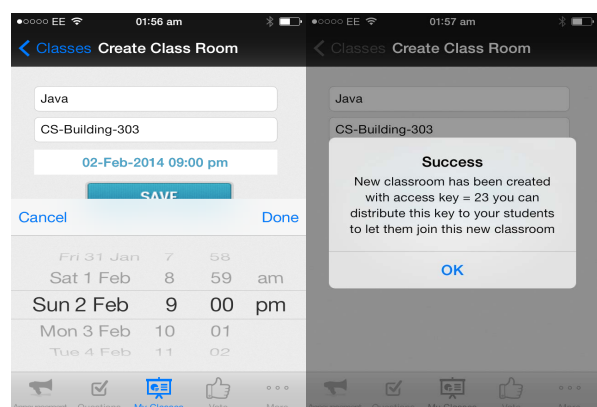 EE 01:56 am
Classes Create Class Room
Java
CS-Building-303
02-Feb-2014 09:00 pm
SAVE
Cancel Done
Fri 31 Jan 7 58
Sat 1 Feb 8 59 am
Sun 2 Feb 9 00 pm
Mon 3 Feb 10 01
Tue 4 Feb 11 02
My Classes
EE 01:57 am
Classes Create Class Room
Java
CS-Building-303
Success
New classroom has been created
with access key = 23 you can
distribute this key to your students
to let them join this new classroom
OK